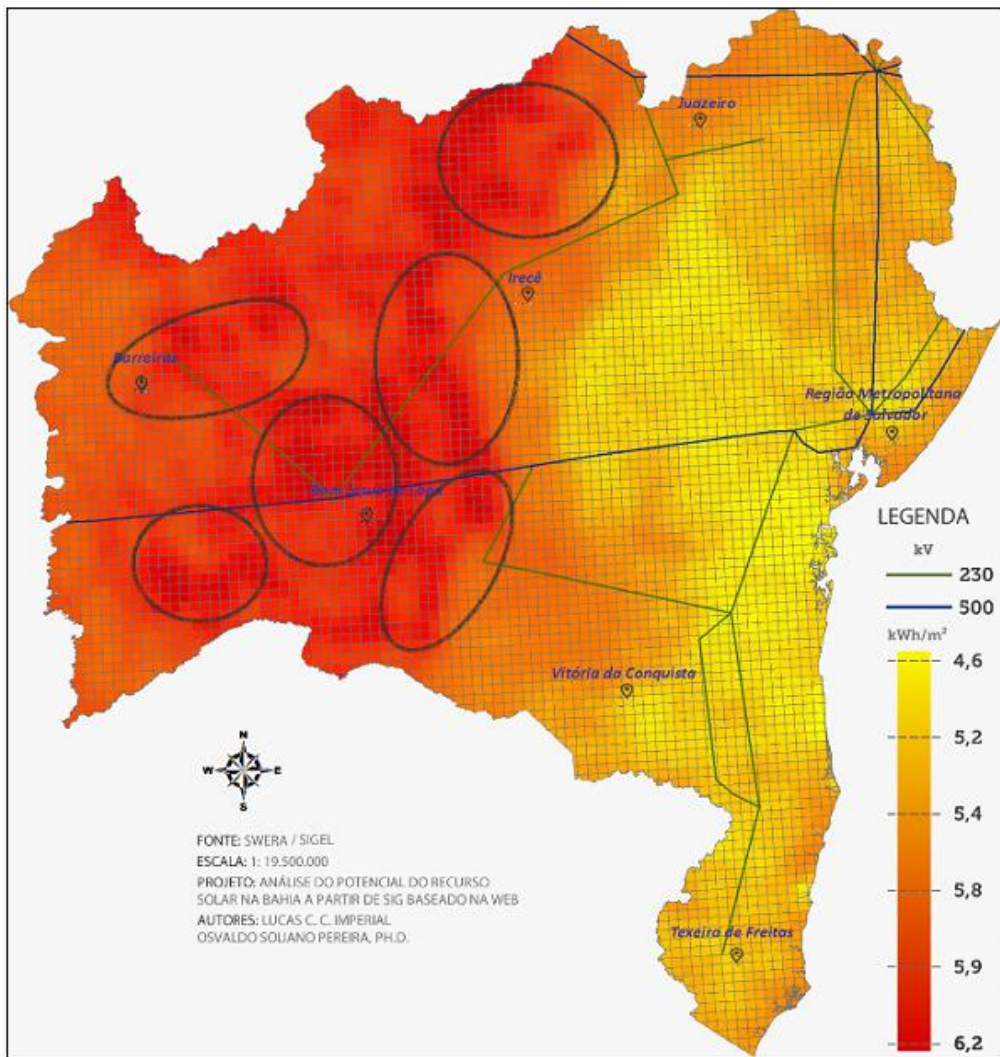 Juazeiro
Irecê
Barreiras
Região Metropolitana
de Salvador
LEGENDA
kV
230
500
kWh/m²
4,6
5,2
5,4
5,8
5,9
6,2
Vitória da Conquista
N
W
E
S
FONTE: SWERA / SIGEL
ESCALA: 1: 19.500.000
PROJETO: ANÁLISE DO POTENCIAL DO RECURSO
SOLAR NA BAHIA A PARTIR DE SIG BASEADO NA WEB
AUTORES: LUCAS C. C. IMPERIAL
OSVALDO SOLIANO PEREIRA, PH.D.
Texeira de Freitas